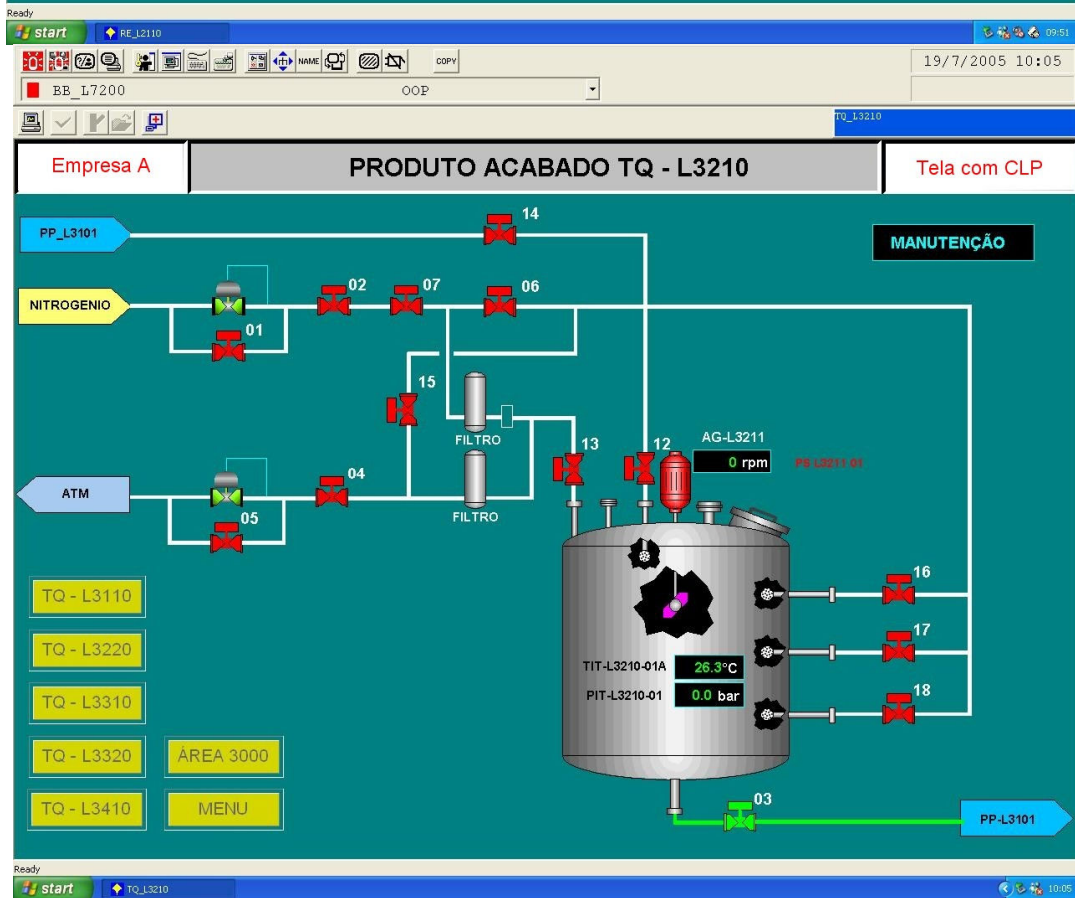 Ready
start RE_L2110 09:51
NAME COPY 19/7/2005 10:05
BB_L7200 OOP
TQ_L3210
Empresa A PRODUTO ACABADO TQ - L3210 Tela com CLP
14
PP_L3101 MANUTENÇÃO
02 07 06
NITROGENIO
01
15
FILTRO
13 12 AG-L3211
0 rpm PS-L3211-01
04
ATM
FILTRO
05
16
TQ - L3110
17
TQ - L3220
TIT-L3210-01A 26.3°C
PIT-L3210-01 0.0 bar
18
TQ - L3310
TQ - L3320 ÁREA 3000
TQ - L3410 MENU
03
PP-L3101
Ready
start TQ_L3210 10:05